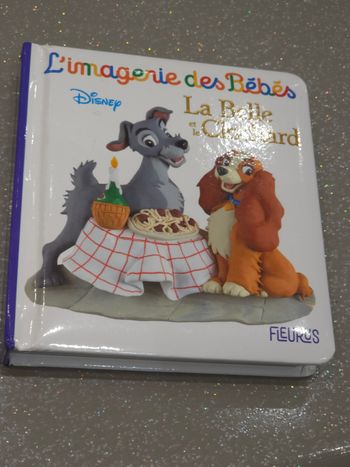 L'imagerie des Bébés
Disney
La Belle
et le Clochard
FLEURUS